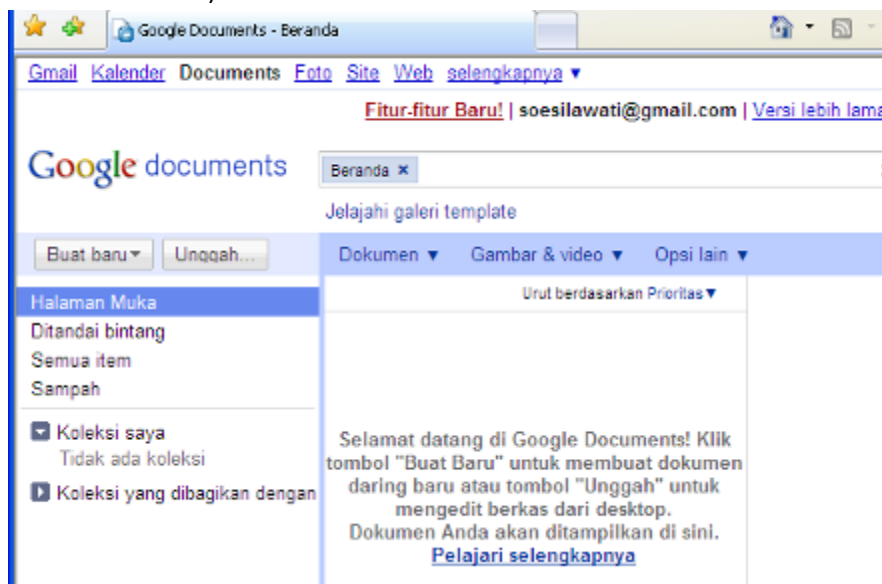 Google Documents - Beranda
Gmail Kalender Documents Foto Site Web selengkapnya ▼
Fitur-fitur Baru! | soesilawati@gmail.com | Versi lebih lama
Google documents
Beranda ×
Jelajahi galeri template
Buat baru▼ Unggah...
Dokumen ▼ Gambar & video ▼ Opsi lain ▼
Urut berdasarkan Prioritas▼
Halaman Muka
Ditandai bintang
Semua item
Sampah
Koleksi saya
Tidak ada koleksi
Koleksi yang dibagikan dengan
Selamat datang di Google Documents! Klik
tombol "Buat Baru" untuk membuat dokumen
daring baru atau tombol "Unggah" untuk
mengedit berkas dari desktop.
Dokumen Anda akan ditampilkan di sini.
Pelajari selengkapnya